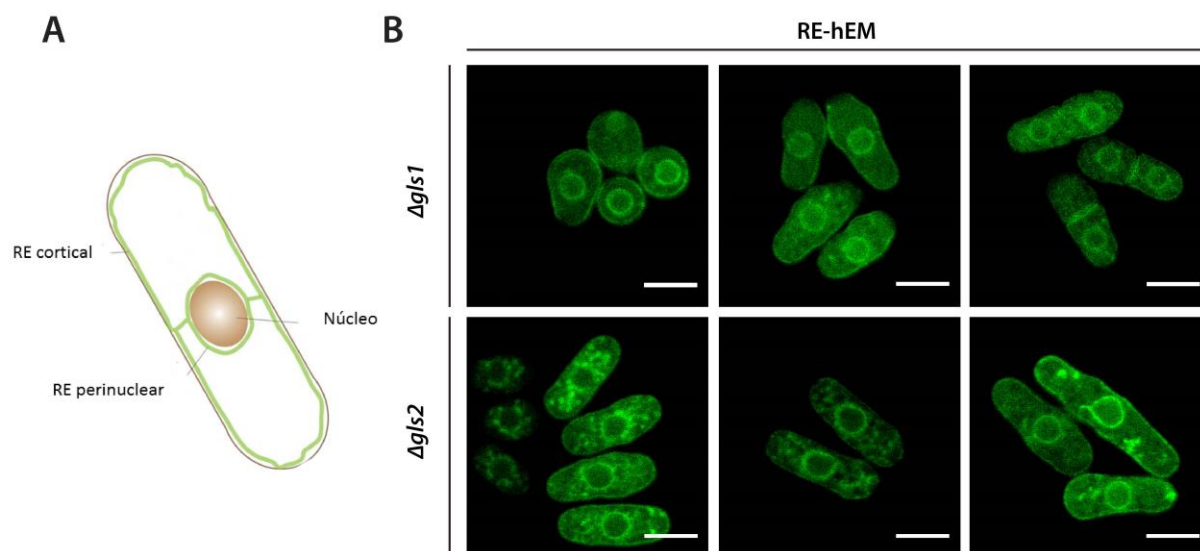 A
B
RE-hEM
RE cortical
Núcleo
RE perinuclear
Δgls1
Δgls2